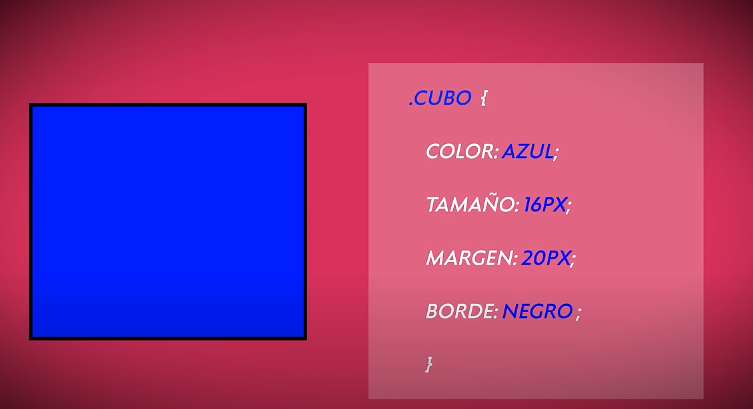 .CUBO {
COLOR: AZUL;
TAMAÑO: 16PX;
MARGEN: 20PX;
BORDE: NEGRO ;
}